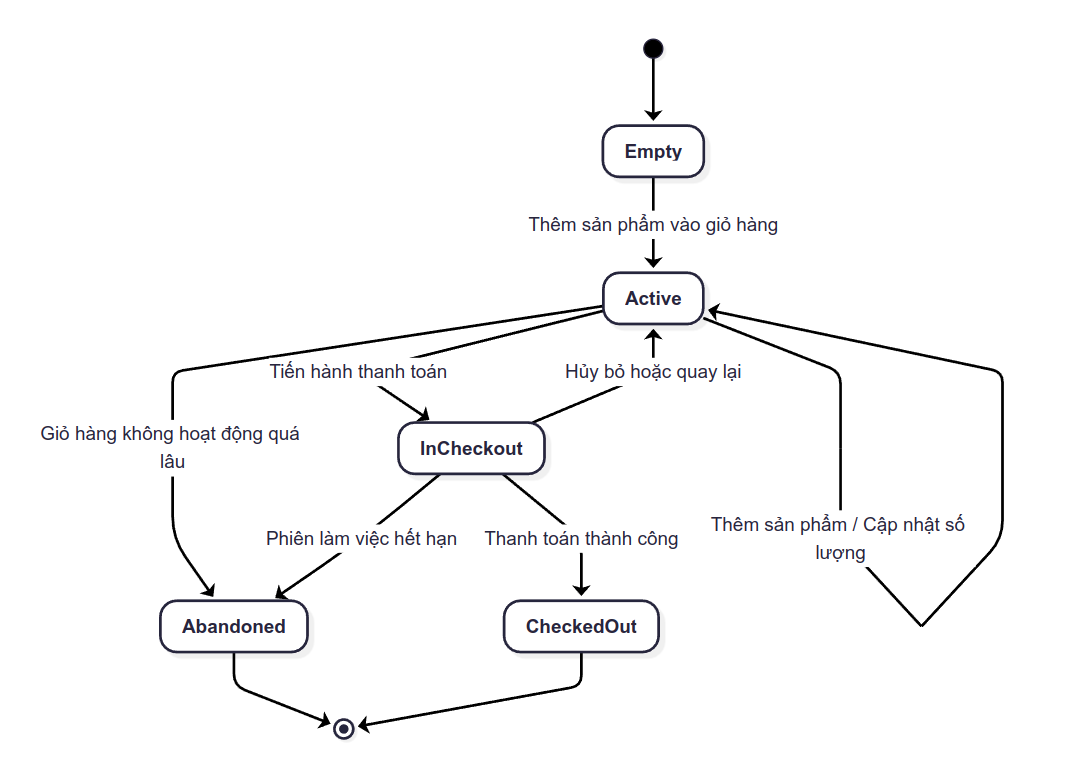 Empty
Thêm sản phẩm vào giỏ hàng
Active
Tiến hành thanh toán
Hủy bỏ hoặc quay lại
Giỏ hàng không hoạt động quá
lâu
InCheckout
Phiên làm việc hết hạn
Thanh toán thành công
Thêm sản phẩm / Cập nhật số
lượng
Abandoned
CheckedOut